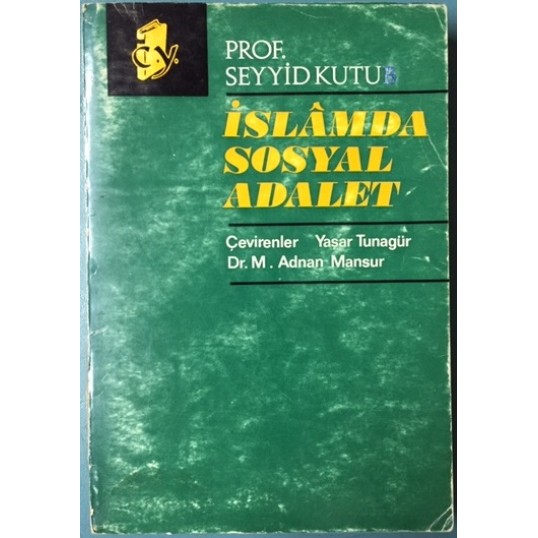 PROF.
SEYYİD KUTUB
İSLÂMDA
SOSYAL
ADALET
Çevirenler Yaşar Tunagür
Dr. M. Adnan Mansur